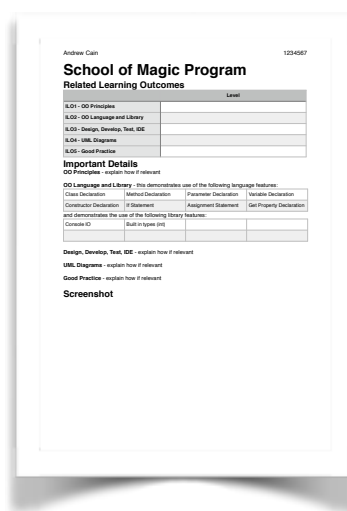 Andrew Cain 1234567
School of Magic Program
Related Learning Outcomes
Level
ILO1 - OO Principles
ILO2 - OO Language and Library
ILO3 - Design, Develop, Test, IDE
ILO4 - UML Diagrams
ILO5 - Good Practice
Important Details
OO Principles - explain how if relevant
OO Language and Library - this demonstrates use of the following language features:
Class Declaration Method Declaration Parameter Declaration Variable Declaration
Constructor Declaration If Statement Assignment Statement Get Property Declaration
and demonstrates the use of the following library features:
Console IO Built in types (int)
Design, Develop, Test, IDE - explain how if relevant
UML Diagrams - explain how if relevant
Good Practice - explain how if relevant
Screenshot